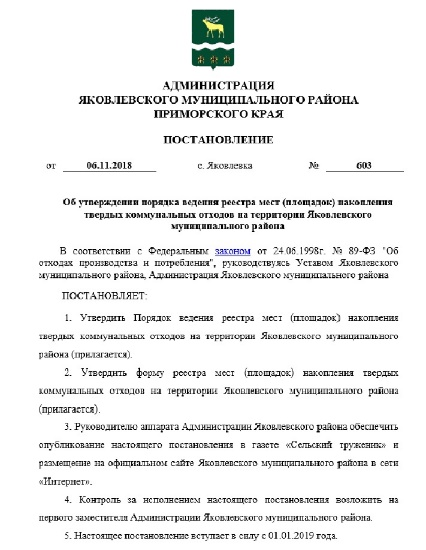 АДМИНИСТРАЦИЯ
ЯКОВЛЕВСКОГО МУНИЦИПАЛЬНОГО РАЙОНА
ПРИМОРСКОГО КРАЯ
ПОСТАНОВЛЕНИЕ
от 06.11.2018 с. Яковлевка № 603
Об утверждении порядка ведения реестра мест (площадок) накопления
твердых коммунальных отходов на территории Яковлевского
муниципального района
В соответствии с Федеральным законом от 24.06.1998г. № 89-ФЗ "Об
отходах производства и потребления", руководствуясь Уставом Яковлевского
муниципального района, Администрация Яковлевского муниципального района
ПОСТАНОВЛЯЕТ:
1. Утвердить Порядок ведения реестра мест (площадок) накопления
твердых коммунальных отходов на территории Яковлевского муниципального
района (прилагается).
2. Утвердить форму реестра мест (площадок) накопления твердых
коммунальных отходов на территории Яковлевского муниципального района
(прилагается).
3. Руководителю аппарата Администрации Яковлевского района обеспечить
опубликование настоящего постановления в газете «Сельский труженик» и
размещение на официальном сайте Яковлевского муниципального района в сети
«Интернет».
4. Контроль за исполнением настоящего постановления возложить на
первого заместителя Администрации Яковлевского муниципального района.
5. Настоящее постановление вступает в силу с 01.01.2019 года.